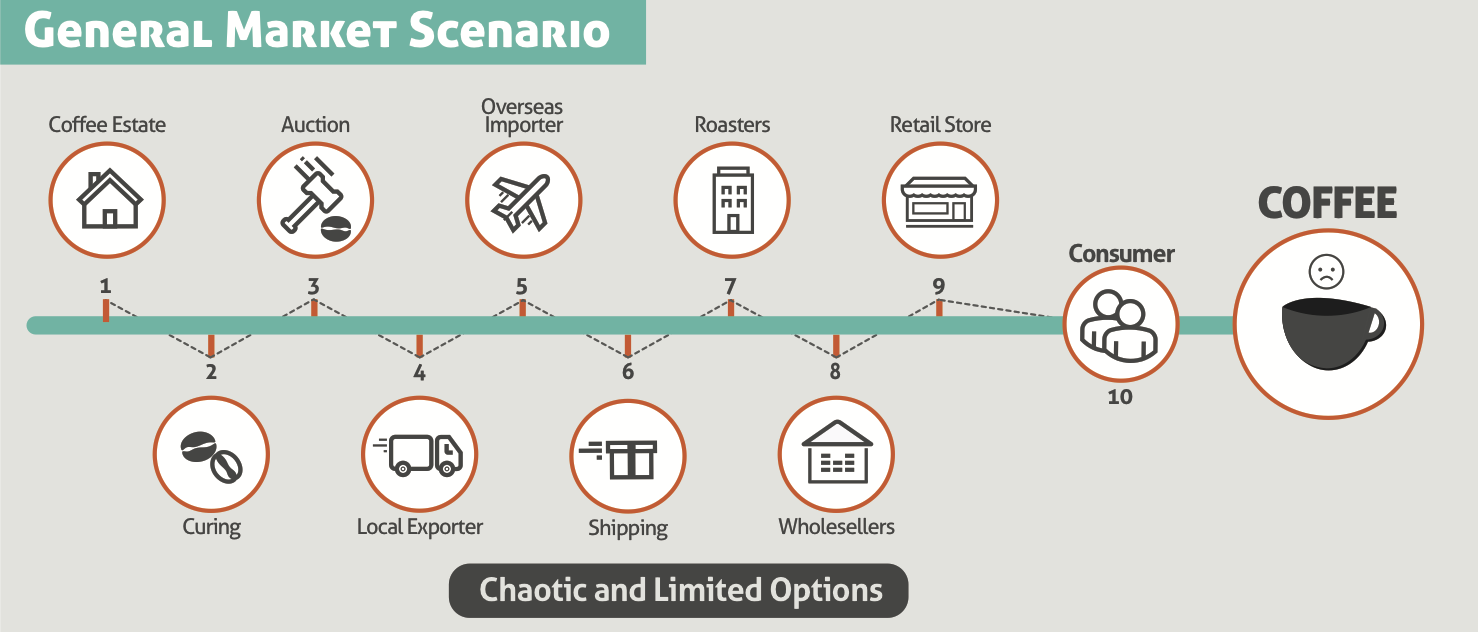 General Market Scenario
Coffee Estate
Auction
Overseas
Importer
Roasters
Retail Store
COFFEE
Consumer
1
3
5
7
9
2
4
6
8
10
Curing
Local Exporter
Shipping
Wholesellers
Chaotic and Limited Options